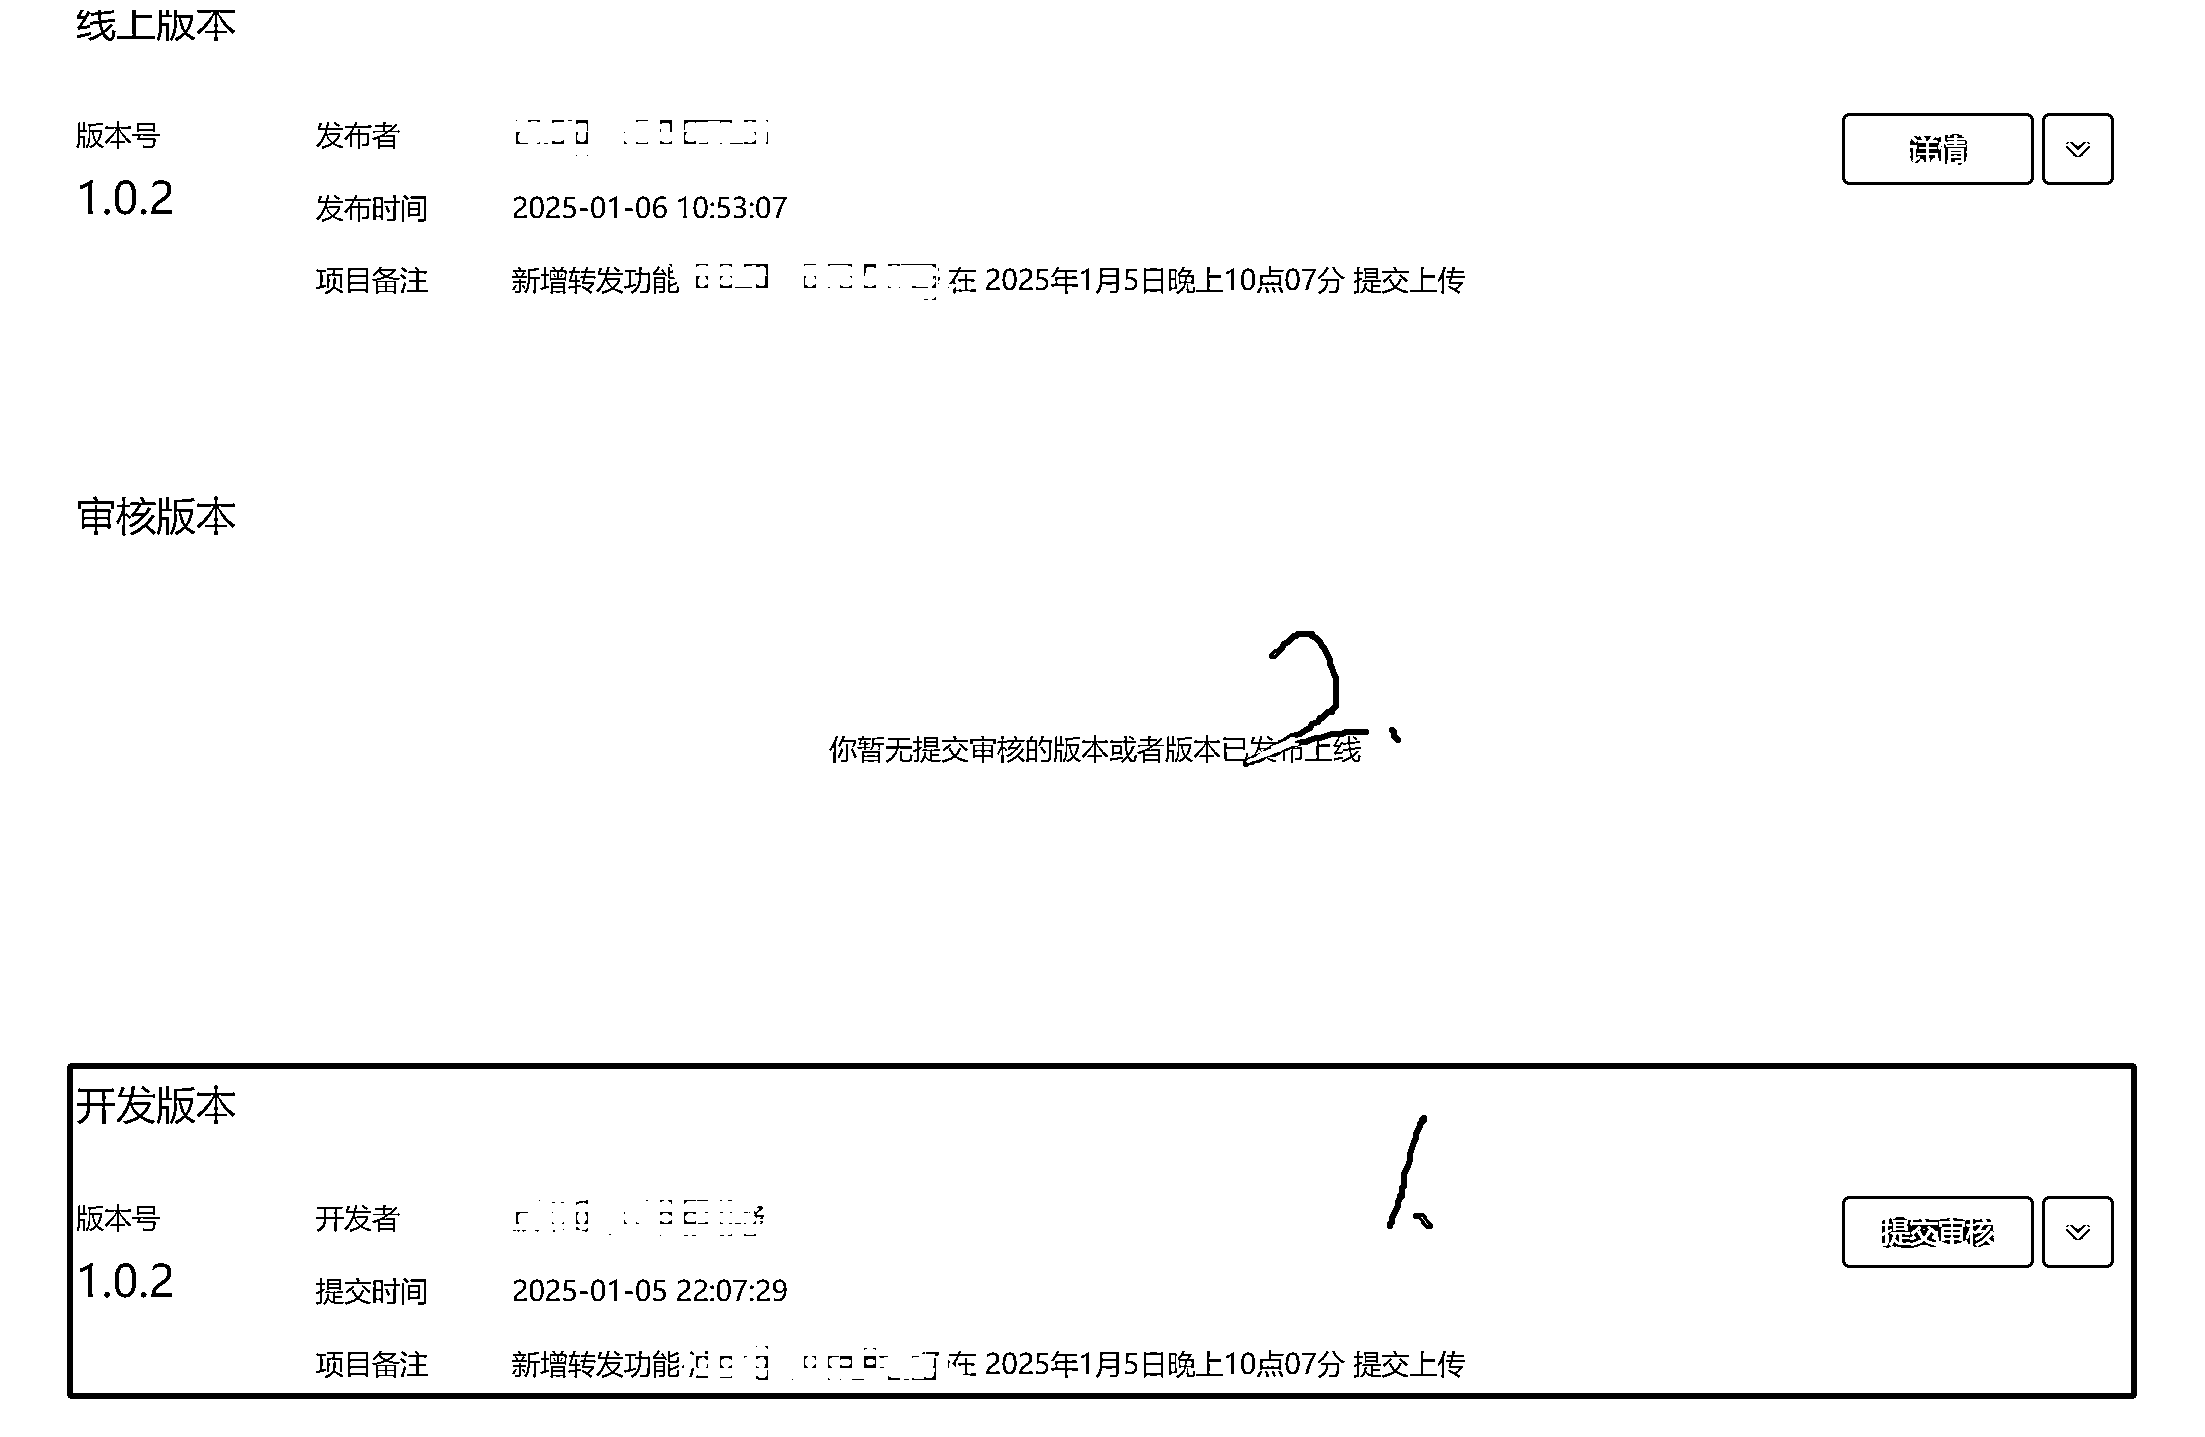 线上版本
版本号
发布者
详情
1.0.2
发布时间
2025-01-06 10:53:07
项目备注
新增转发功能 在 2025年1月5日晚上10点07分 提交上传
审核版本
2.
你暂无提交审核的版本或者版本已发布上线
开发版本
1.
版本号
开发者
提交审核
1.0.2
提交时间
2025-01-05 22:07:29
项目备注
新增转发功能 在 2025年1月5日晚上10点07分 提交上传